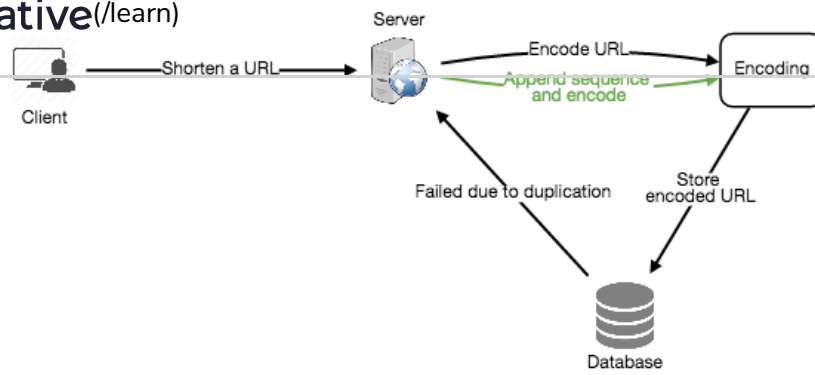 ative(/learn)
Server
Client
Shorten a URL
Encode URL
Append sequence
and encode
Encoding
Failed due to duplication
Store
encoded URL
Database